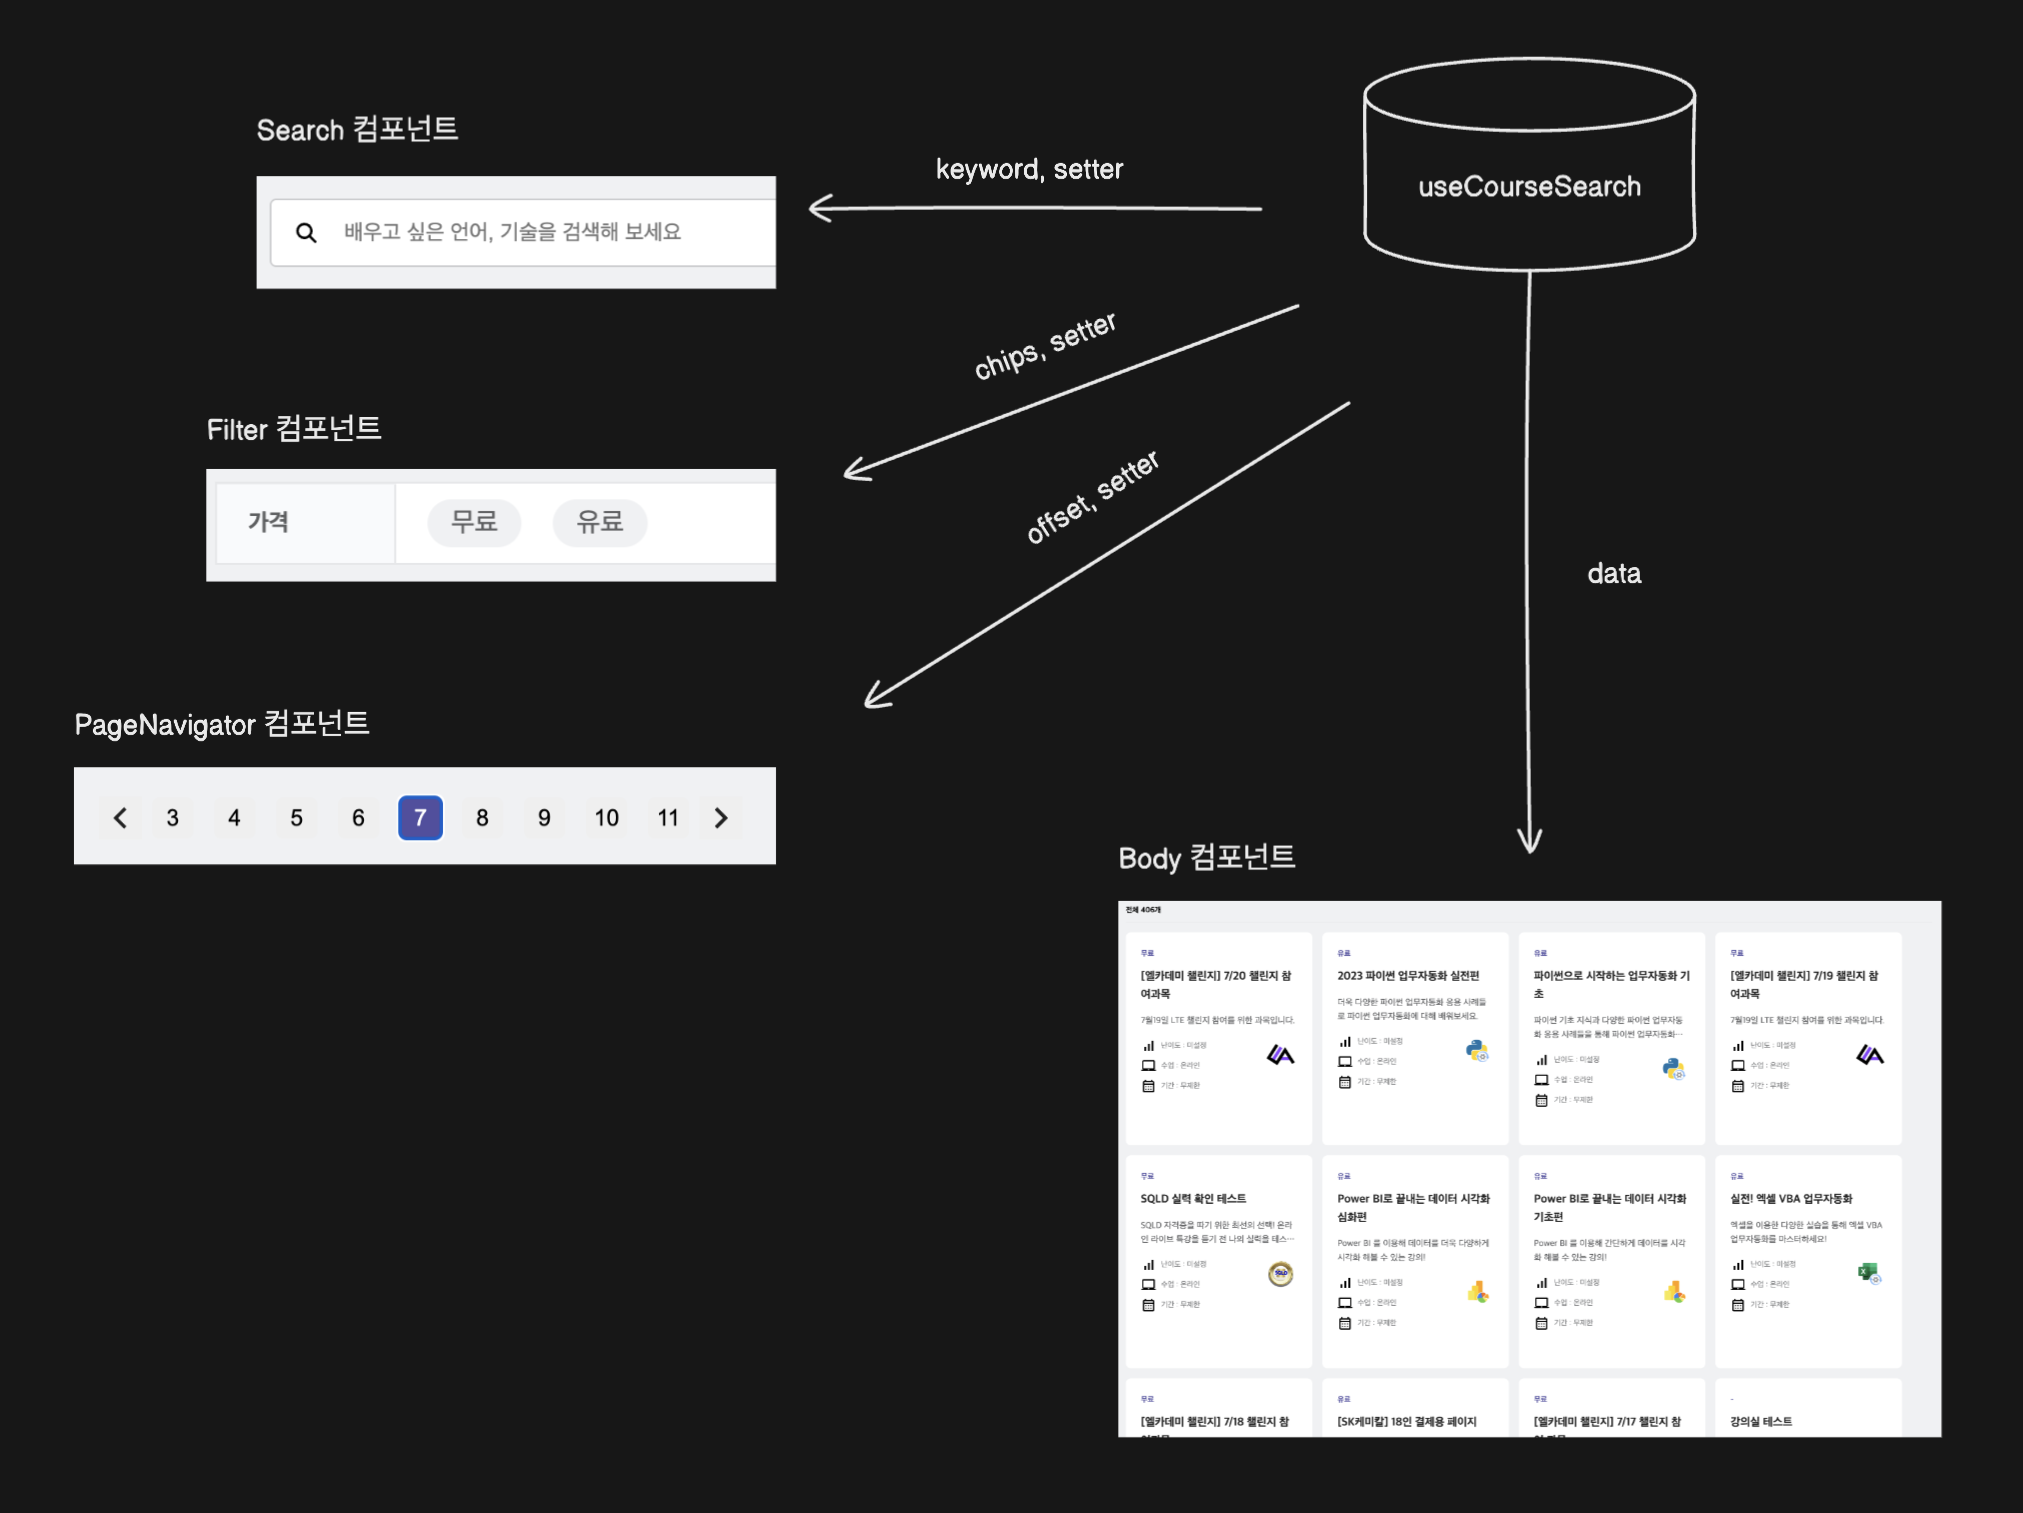 useCourseSearch
Search 컴포넌트
keyword, setter
배우고 싶은 언어, 기술을 검색해 보세요
chips, setter
Filter 컴포넌트
가격
무료
유료
offset, setter
data
PageNavigator 컴포넌트
3 4 5 6 7 8 9 10 11
Body 컴포넌트
전체 406개
무료
[엘카데미 챌린지] 7/20 챌린지 참
여과목
7월19일 LTE 챌린지 참여를 위한 과목입니다.
난이도 : 미설정
수업 : 온라인
기간 : 무제한
유료
2023 파이썬 업무자동화 실전편
더욱 다양한 파이썬 업무자동화 응용 사례들
로 파이썬 업무자동화에 대해 배워보세요.
난이도 : 미설정
수업 : 온라인
기간 : 무제한
유료
파이썬으로 시작하는 업무자동화 기
초
파이썬 기초 지식과 다양한 파이썬 업무자동
화 응용 사례들을 통해 파이썬 업무자동화…
난이도 : 미설정
수업 : 온라인
기간 : 무제한
무료
[엘카데미 챌린지] 7/19 챌린지 참
여과목
7월19일 LTE 챌린지 참여를 위한 과목입니다.
난이도 : 미설정
수업 : 온라인
기간 : 무제한
무료
SQLD 실력 확인 테스트
SQLD 자격증을 따기 위한 최선의 선택! 온라
인 라이브 특강을 듣기 전 나의 실력을 테스…
난이도 : 미설정
수업 : 온라인
기간 : 무제한
SQLD
유료
Power BI로 끝내는 데이터 시각화
심화편
Power BI 를 이용해 데이터를 더욱 다양하게
시각화 해볼 수 있는 강의!
난이도 : 미설정
수업 : 온라인
기간 : 무제한
유료
Power BI로 끝내는 데이터 시각화
기초편
Power BI 를 이용해 간단하게 데이터를 시각
화 해볼 수 있는 강의!
난이도 : 미설정
수업 : 온라인
기간 : 무제한
유료
실전! 엑셀 VBA 업무자동화
엑셀을 이용한 다양한 실습을 통해 엑셀 VBA
업무자동화를 마스터하세요!
난이도 : 미설정
수업 : 온라인
기간 : 무제한
무료
[엘카데미 챌린지] 7/18 챌린지 참
유료
[SK케미칼] 18인 결제용 페이지
무료
[엘카데미 챌린지] 7/17 챌린지 참
-
강의실 테스트